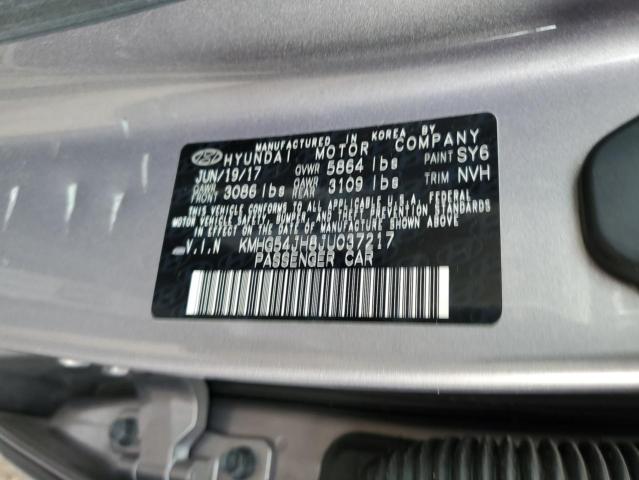 MANUFACTURED IN KOREA BY
HYUNDAI MOTOR COMPANY
JUN/19/17 GVWR 5864 lbs PAINT SY6
GAWR 3086 lbs GAWR 3109 lbs TRIM NVH
THIS VEHICLE CONFORMS TO ALL APPLICABLE U.S.A. FEDERAL
MOTOR VEHICLE SAFETY, BUMPER, AND THEFT PREVENTION STANDARDS
IN EFFECT ON THE DATE OF MANUFACTURE SHOWN ABOVE
V.I.N KMHG54JH8JU037217
PASSENGER CAR